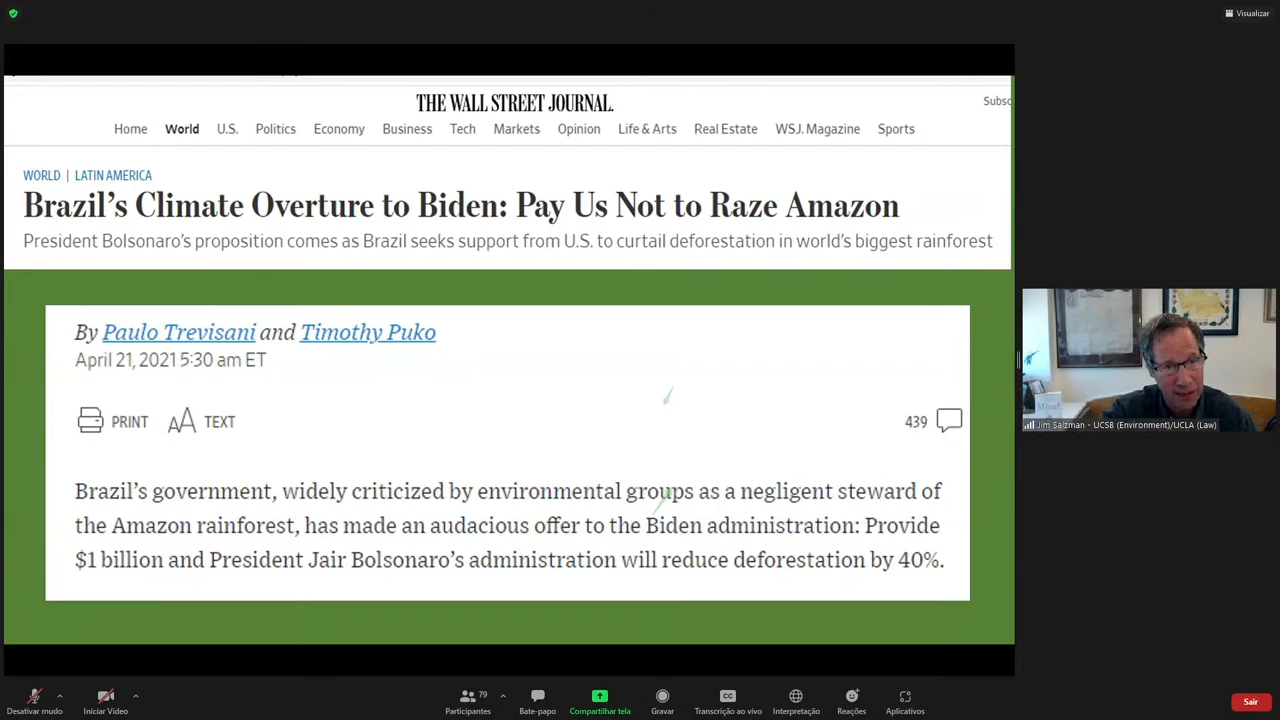 Visualizar
THE WALL STREET JOURNAL.
Subsc
Home World U.S. Politics Economy Business Tech Markets Opinion Life & Arts Real Estate WSJ. Magazine Sports
WORLD | LATIN AMERICA
Brazil's Climate Overture to Biden: Pay Us Not to Raze Amazon
President Bolsonaro's proposition comes as Brazil seeks support from U.S. to curtail deforestation in world's biggest rainforest
By Paulo Trevisani and Timothy Puko
April 21, 2021 5:30 am ET
PRINT AA TEXT
439
Brazil's government, widely criticized by environmental groups as a negligent steward of
the Amazon rainforest, has made an audacious offer to the Biden administration: Provide
$1 billion and President Jair Bolsonaro's administration will reduce deforestation by 40%.
Jim Salzman - UCSB (Environment)/UCLA (Law)
Desativar mudo
Iniciar Vídeo
79
Participantes
Bate-papo
Compartilhar tela
Gravar
CC
Transcrição ao vivo
Interpretação
Reações
Aplicativos
Sair